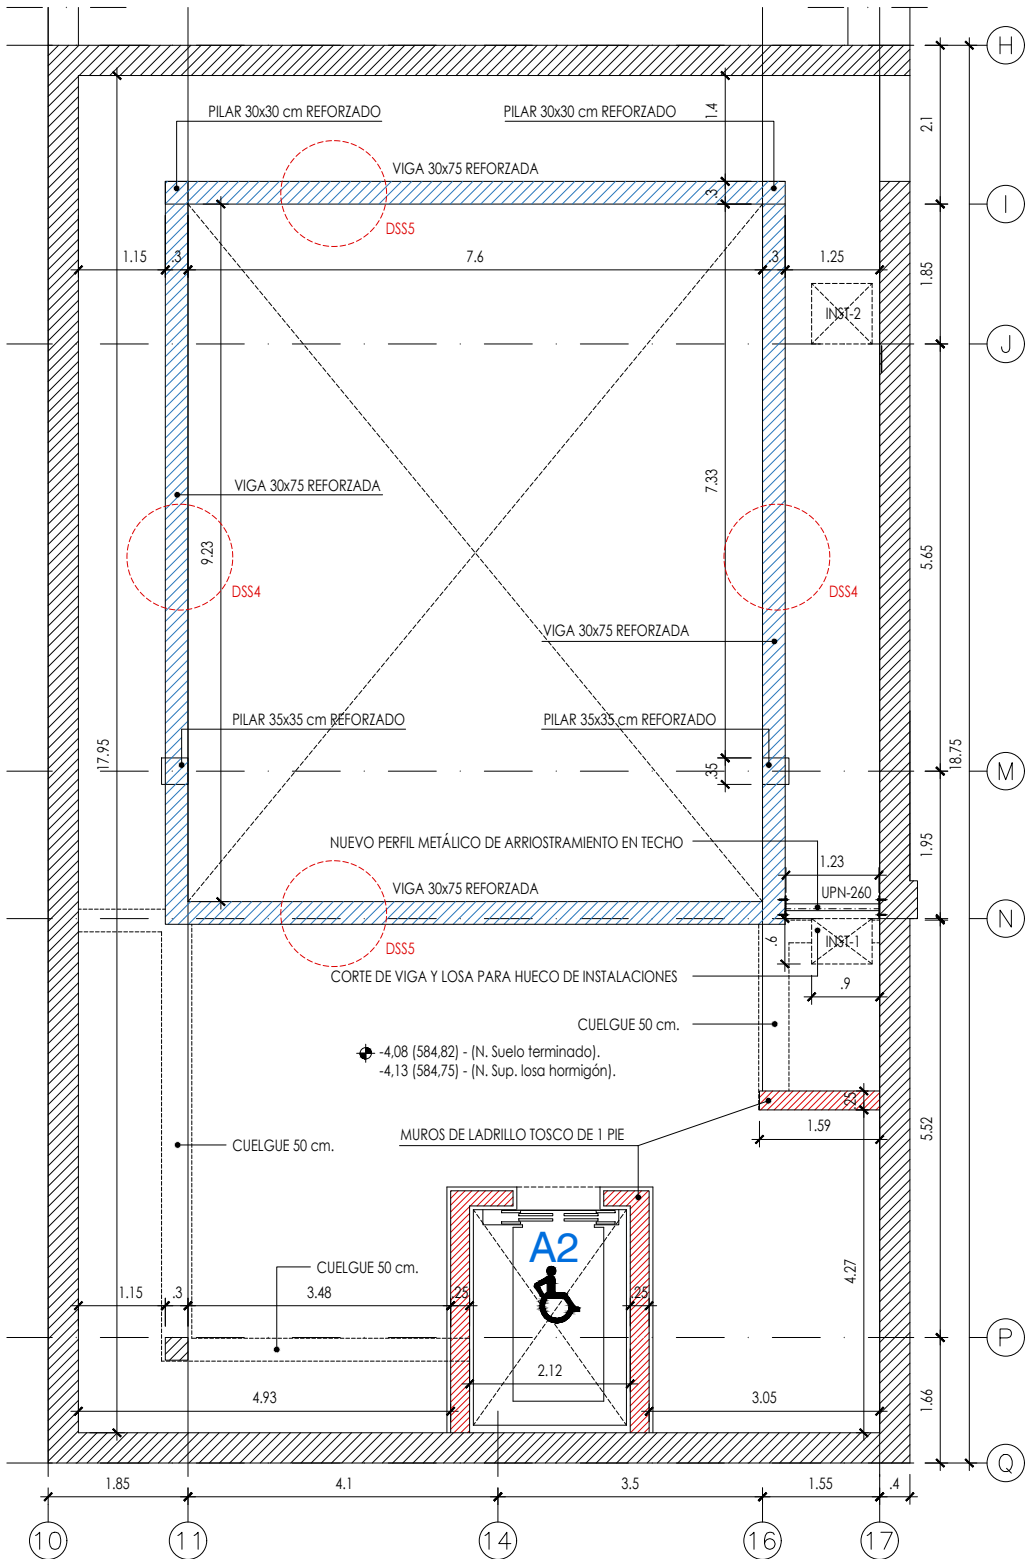 H
PILAR 30x30 cm REFORZADO
PILAR 30x30 cm REFORZADO
1.4
2.1
VIGA 30x75 REFORZADA
.3
I
DSS5
1.15
.3
7.6
.3
1.25
1.85
INST-2
J
VIGA 30x75 REFORZADA
7.33
9.23
5.65
DSS4
DSS4
VIGA 30x75 REFORZADA
PILAR 35x35 cm REFORZADO
PILAR 35x35 cm REFORZADO
17.95
18.75
.35
M
NUEVO PERFIL METÁLICO DE ARRIOSTRAMIENTO EN TECHO
1.23
1.95
VIGA 30x75 REFORZADA
UPN-260
N
DSS5
.6
INST-1
CORTE DE VIGA Y LOSA PARA HUECO DE INSTALACIONES
.9
CUELGUE 50 cm.
-4,08 (584,82) - (N. Suelo terminado).
-4,13 (584,75) - (N. Sup. losa hormigón).
.25
MUROS DE LADRILLO TOSCO DE 1 PIE
1.59
5.52
CUELGUE 50 cm.
A2
CUELGUE 50 cm.
4.27
1.15
.3
3.48
.25
.25
P
2.12
4.93
3.05
1.66
Q
1.85
4.1
3.5
1.55
.4
10
11
14
16
17